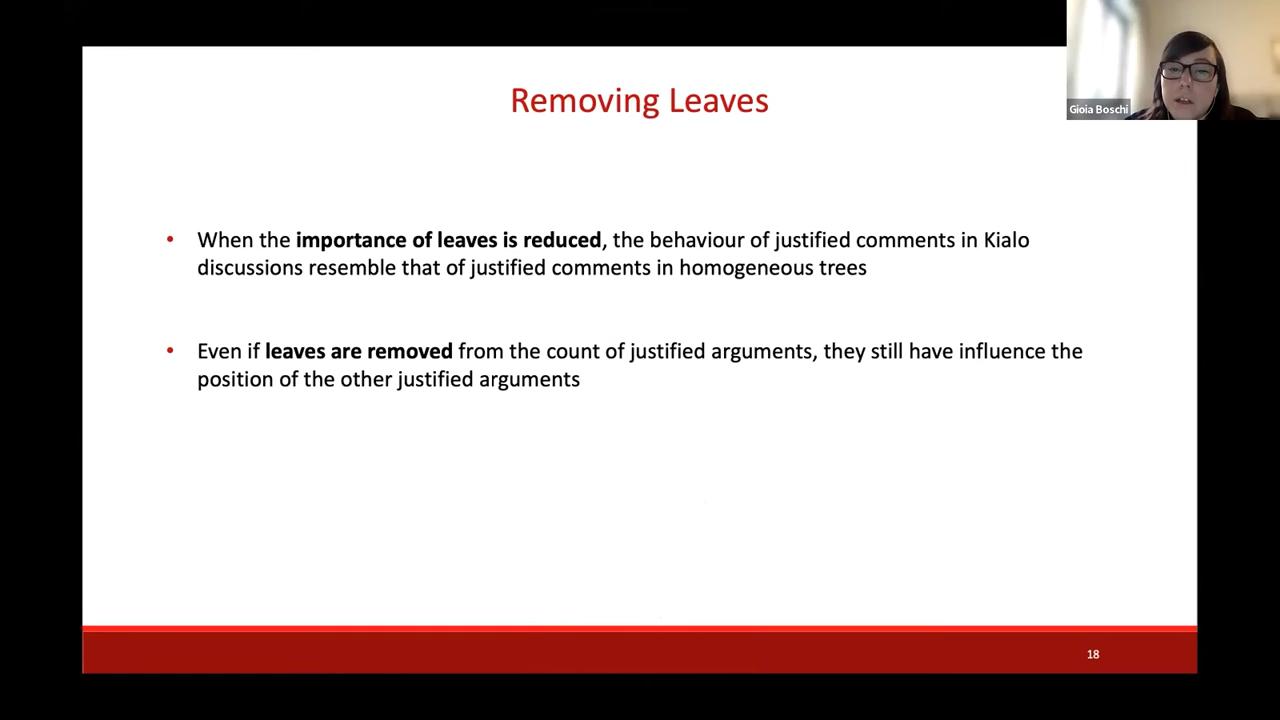 Removing Leaves
Gioia Boschi
• When the importance of leaves is reduced, the behaviour of justified comments in Kialo
discussions resemble that of justified comments in homogeneous trees
• Even if leaves are removed from the count of justified arguments, they still have influence the
position of the other justified arguments
18